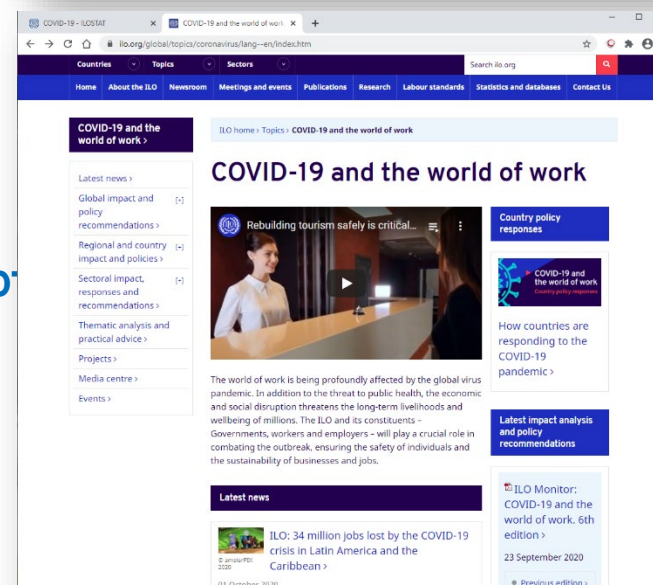 COVID-19 - ILOSTAT
COVID-19 and the world of work
ilo.org/global/topics/coronavirus/lang--en/index.htm
Countries Topics Sectors
Search ilo.org
Home About the ILO Newsroom Meetings and events Publications Research Labour standards Statistics and databases Contact Us
COVID-19 and the
world of work >
ILO home > Topics > COVID-19 and the world of work
COVID-19 and the world of work
Latest news >
Global impact and
policy
recommendations >
[+]
Regional and country
impact and policies >
[+]
Sectoral impact,
responses and
recommendations >
[+]
Thematic analysis and
practical advice >
Projects >
Media centre >
Events >
Rebuilding tourism safely is critical...
The world of work is being profoundly affected by the global virus
pandemic. In addition to the threat to public health, the economic
and social disruption threatens the long-term livelihoods and
wellbeing of millions. The ILO and its constituents –
Governments, workers and employers – will play a crucial role in
combating the outbreak, ensuring the safety of individuals and
the sustainability of businesses and jobs.
Latest news
ILO: 34 million jobs lost by the COVID-19
crisis in Latin America and the
Caribbean >
2020
01 October 2020
Country policy
responses
COVID-19 and
the world of work
Country policy responses
How countries are
responding to the
COVID-19
pandemic >
Latest impact analysis
and policy
recommendations
ILO Monitor:
COVID-19 and the
world of work. 6th
edition >
23 September 2020
Previous edition >